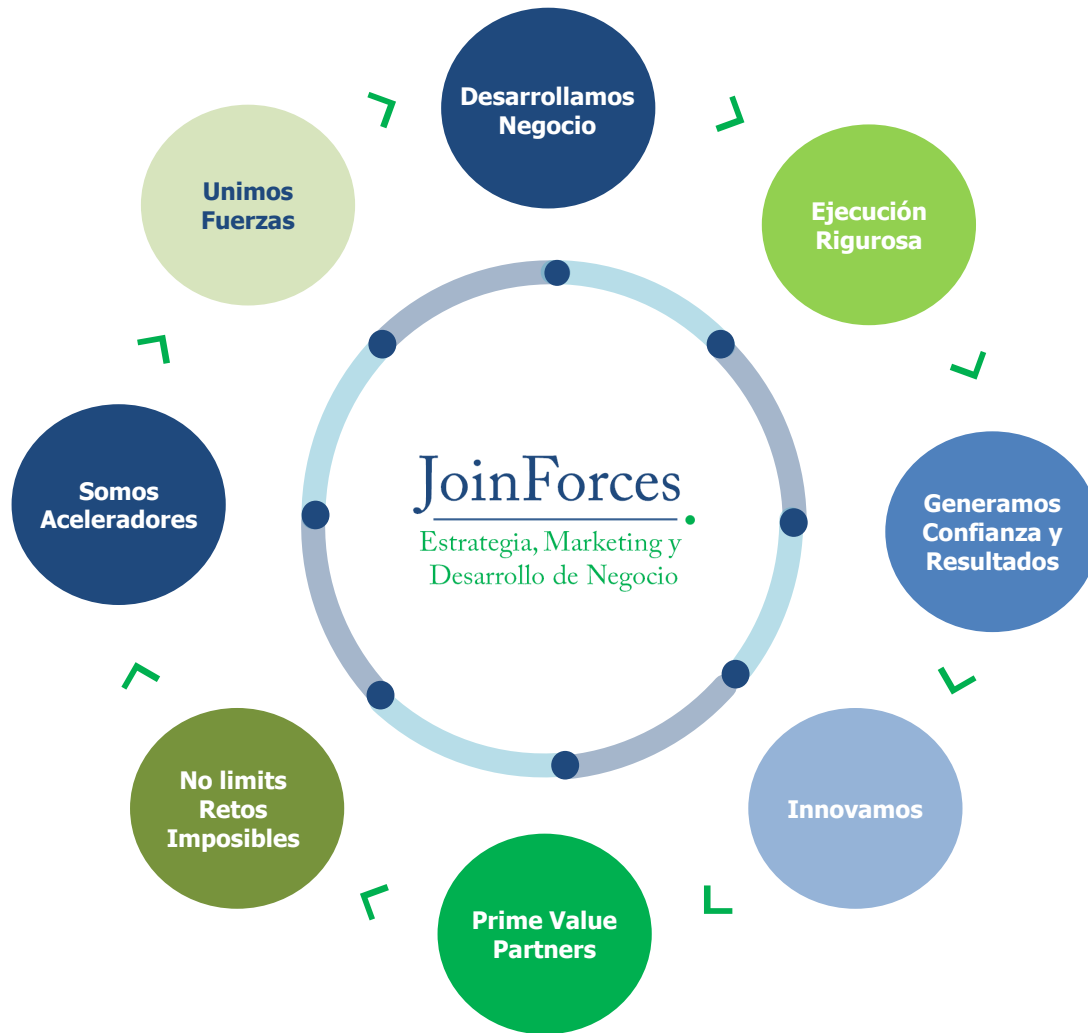 Desarrollamos
Negocio
Ejecución
Rigurosa
Generamos
Confianza y
Resultados
Innovamos
Prime Value
Partners
No limits
Retos
Imposibles
Somos
Aceleradores
Unimos
Fuerzas
JoinForces
Estrategia, Marketing y
Desarrollo de Negocio